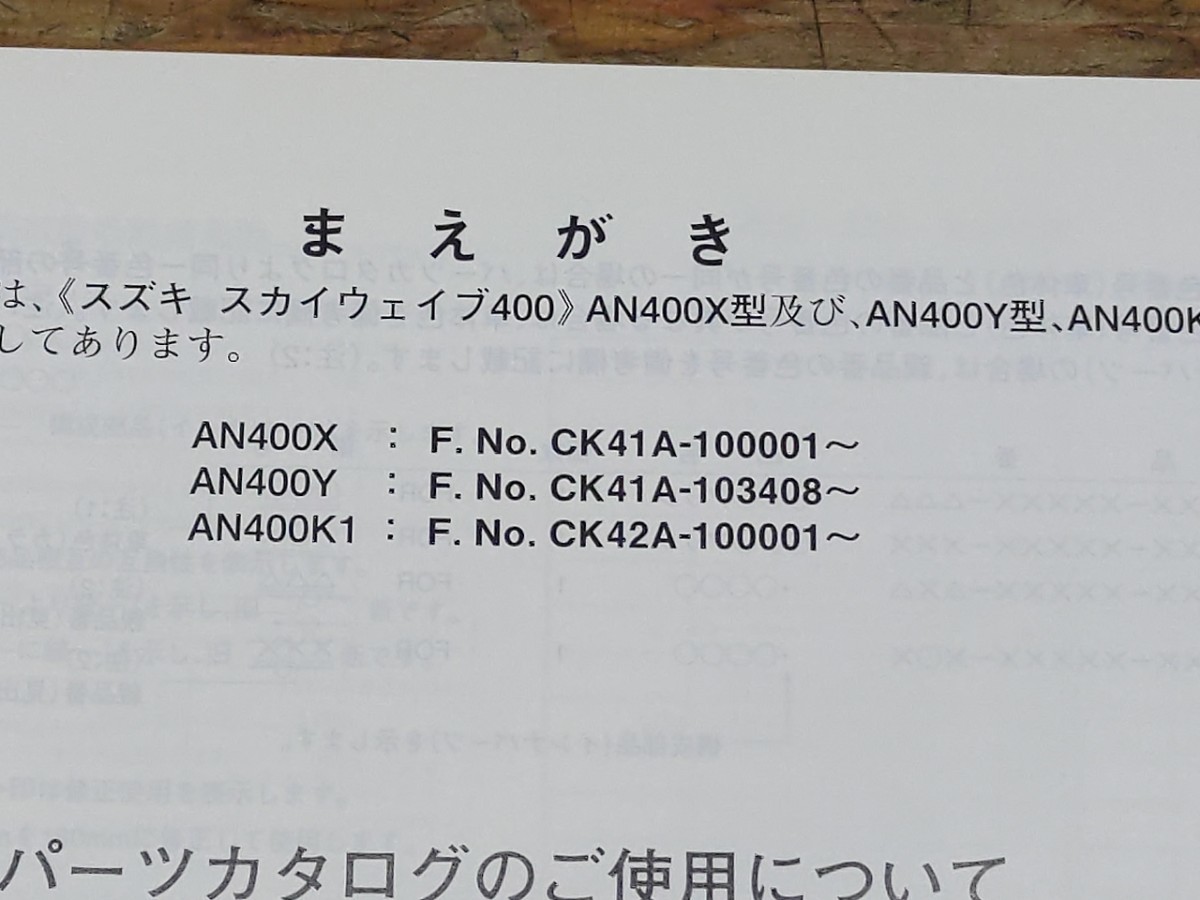 まえがき
は、《スズキ スカイウェイブ400》AN400X型及び、AN400Y型、AN400K
してあります。
AN400X : F. No. CK41A-100001～
AN400Y : F. No. CK41A-103408～
AN400K1 : F. No. CK42A-100001～
パーツカタログのご使用について